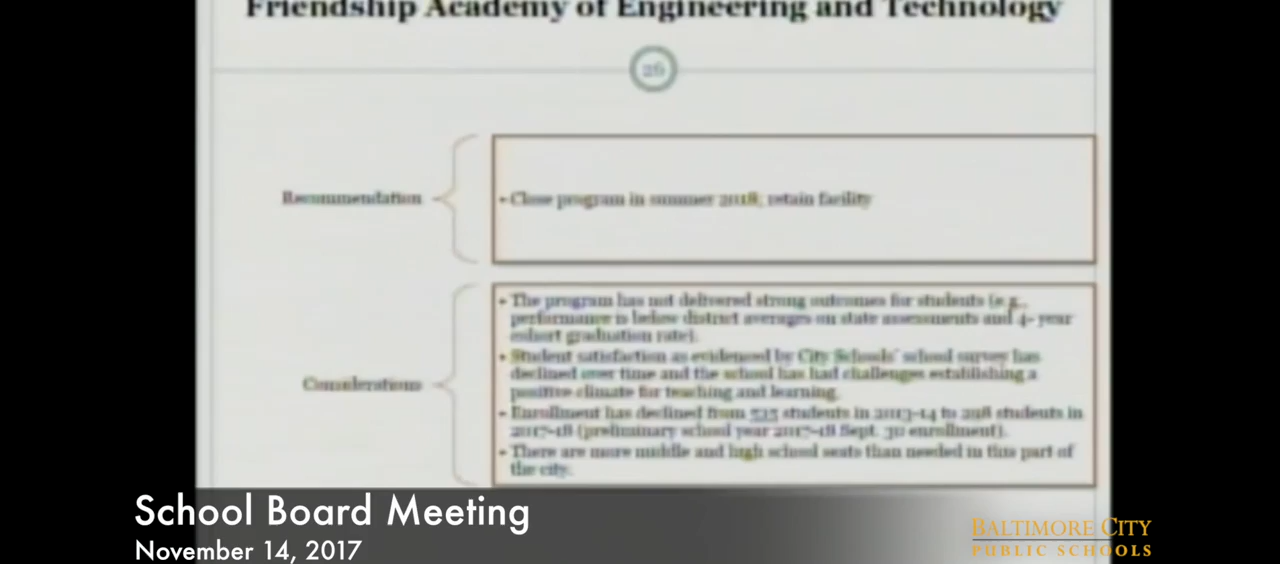 Friendship Academy of Engineering and Technology
26
Recommendation
• Close program in summer 2018; retain facility
Considerations
• The program has not delivered strong outcomes for students (e.g.,
performance is below district averages on state assessments and 4- year
cohort graduation rate).
• Student satisfaction as evidenced by City Schools' school survey has
declined over time and the school has had challenges establishing a
positive climate for teaching and learning.
• Enrollment has declined from students in 2013-14 to students in
2017-18 (preliminary school year 2017-18 Sept. 30 enrollment).
• There are more middle and high school seats than needed in this part of
the city.
School Board Meeting
November 14, 2017
BALTIMORE CITY
PUBLIC SCHOOLS